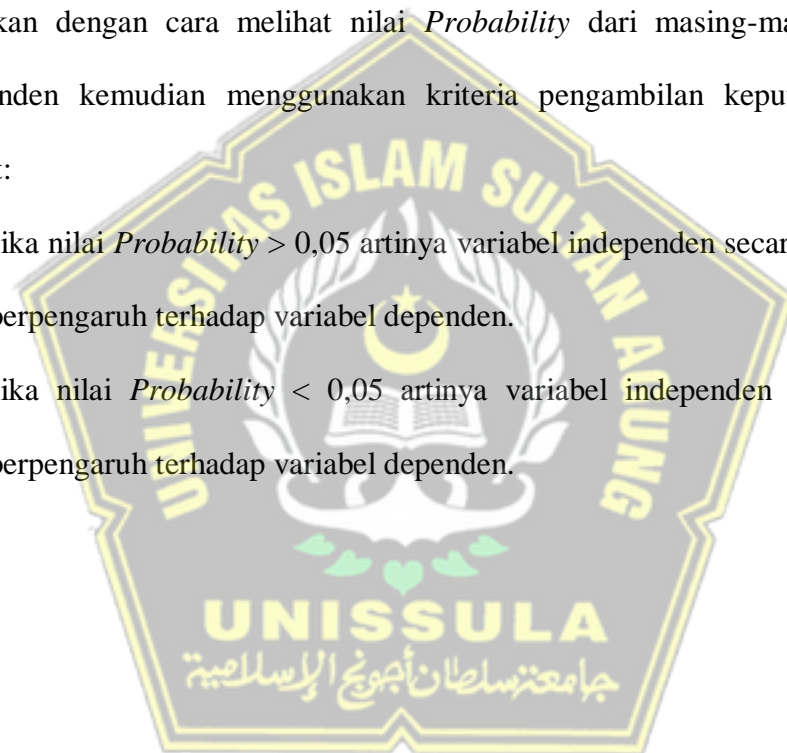 kan dengan cara melihat nilai Probability dari masing-ma
nden kemudian menggunakan kriteria pengambilan keput
t:
ika nilai Probability > 0,05 artinya variabel independen secar
berpengaruh terhadap variabel dependen.
ika nilai Probability < 0,05 artinya variabel independen
berpengaruh terhadap variabel dependen.
UNIVERSITAS ISLAM SULTAN AGUNG
UNISSULA
جامعتنسلطان أجونج الإسلامية